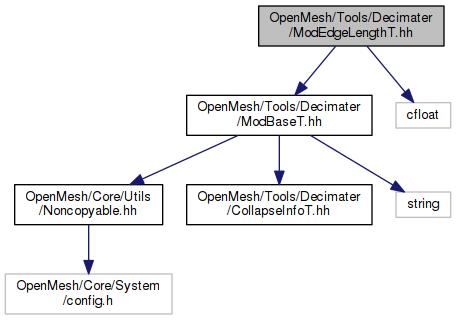 OpenMesh/Tools/Decimater
/ModEdgeLengthT.hh
OpenMesh/Tools/Decimater
/ModBaseT.hh
cfloat
OpenMesh/Core/Utils
/Noncopyable.hh
OpenMesh/Tools/Decimater
/CollapseInfoT.hh
string
OpenMesh/Core/System
/config.h